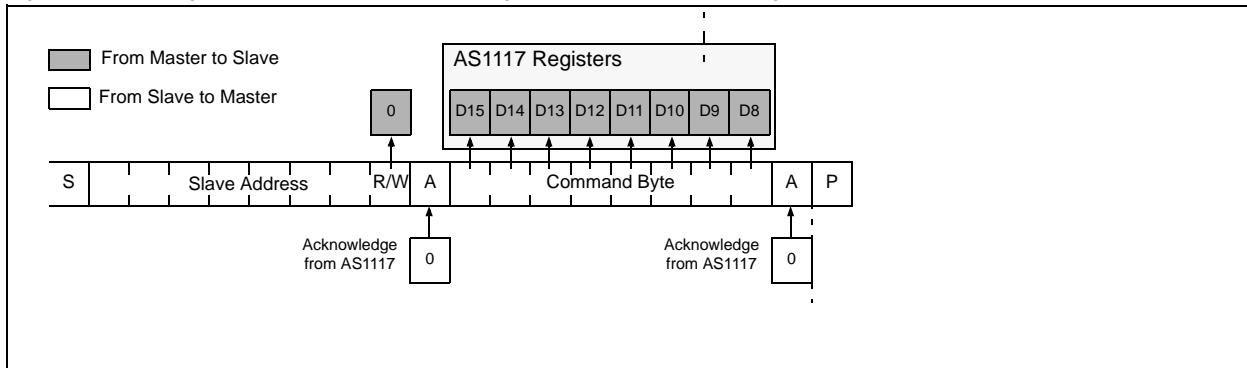 From Master to Slave
From Slave to Master
AS1117 Registers
0
D15 D14 D13 D12 D11 D10 D9 D8
S Slave Address R/W A Command Byte A P
Acknowledge
from AS1117
0
Acknowledge
from AS1117
0